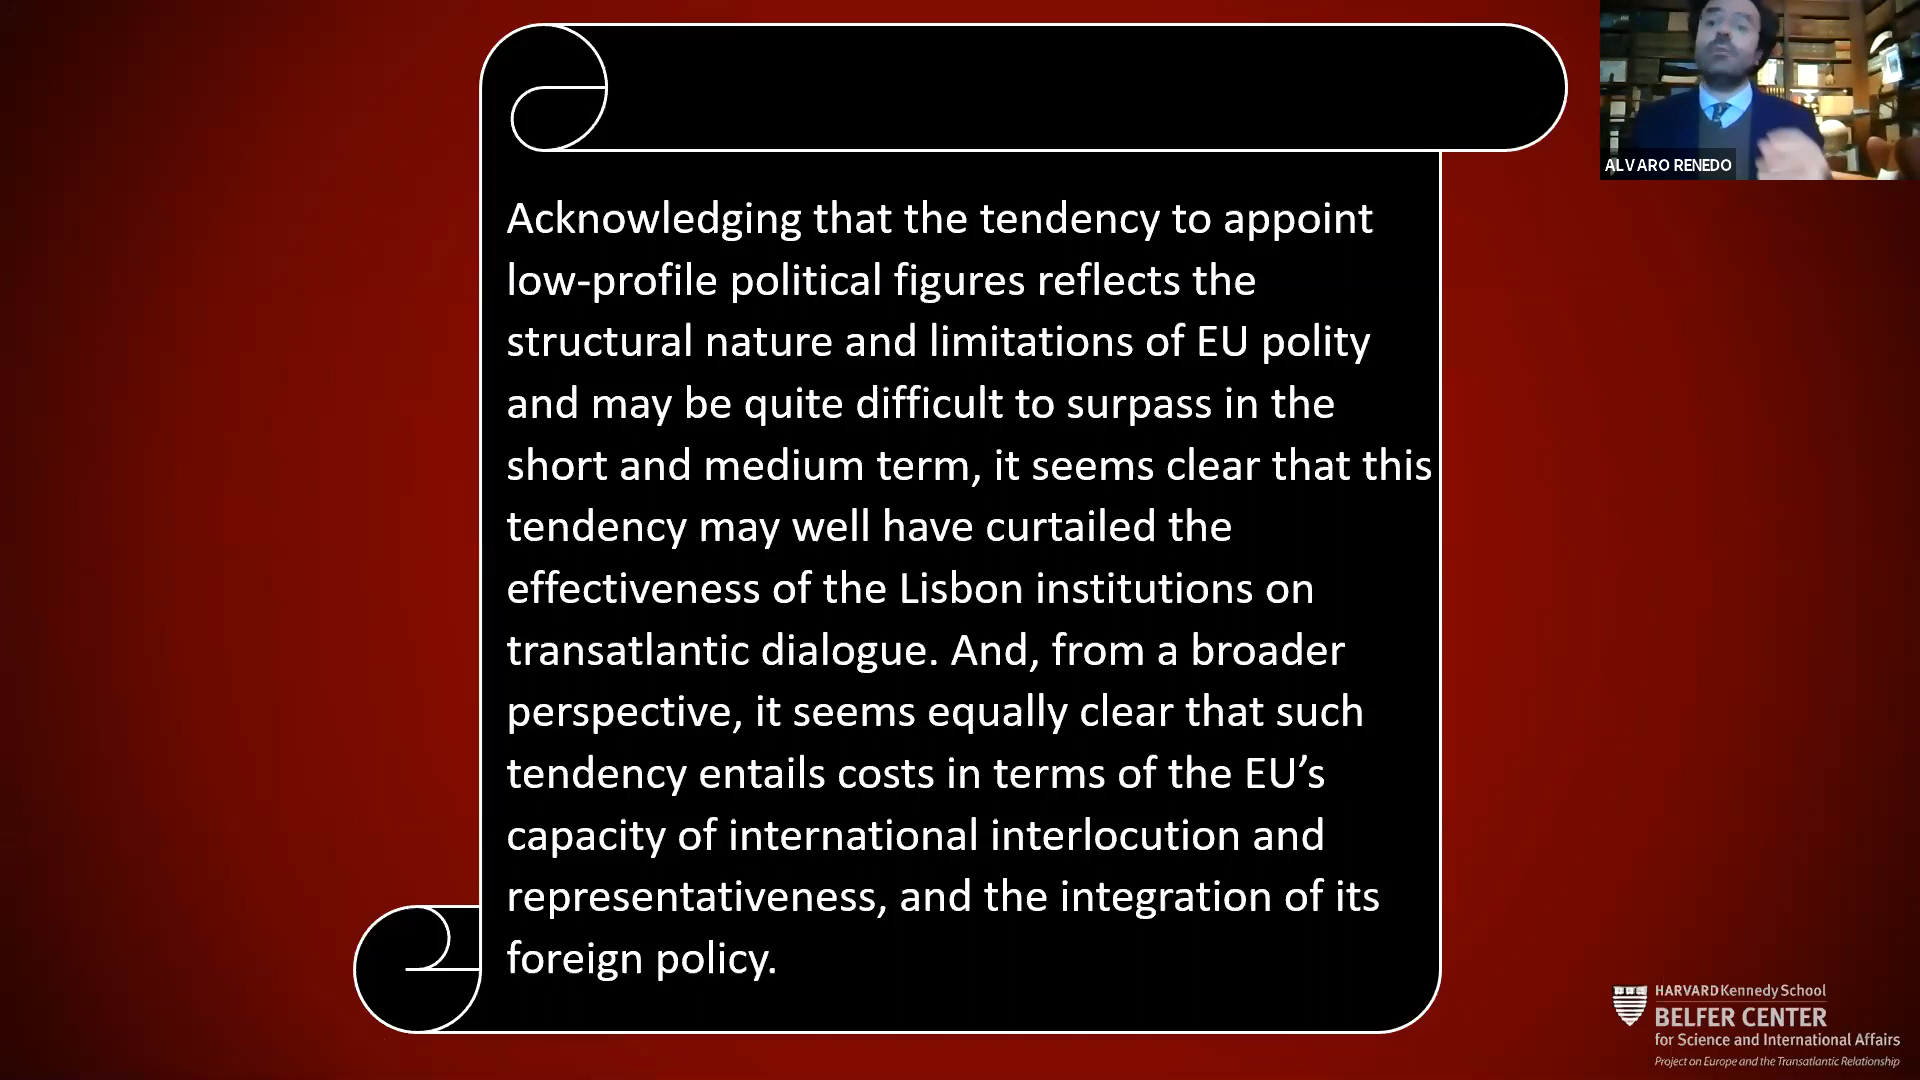 Acknowledging that the tendency to appoint
low-profile political figures reflects the
structural nature and limitations of EU polity
and may be quite difficult to surpass in the
short and medium term, it seems clear that this
tendency may well have curtailed the
effectiveness of the Lisbon institutions on
transatlantic dialogue. And, from a broader
perspective, it seems equally clear that such
tendency entails costs in terms of the EU’s
capacity of international interlocution and
representativeness, and the integration of its
foreign policy.
ALVARO RENEDO
HARVARD Kennedy School
BELFER CENTER
for Science and International Affairs
Project on Europe and the Transatlantic Relationship